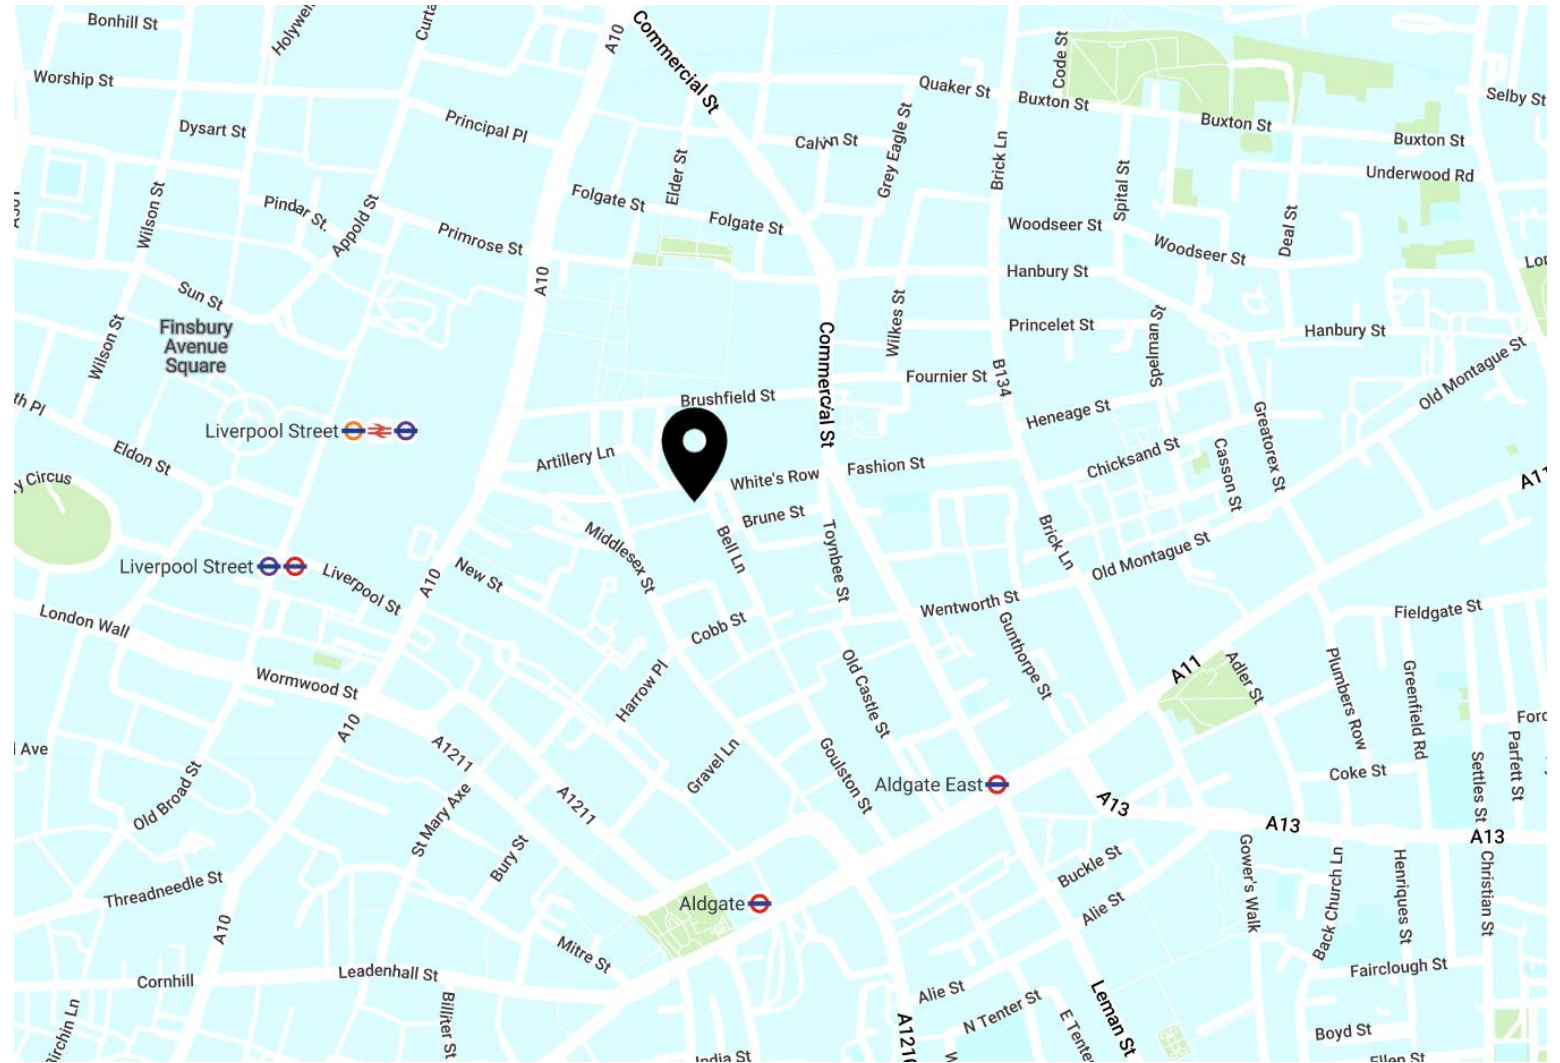 Bonhill St
Commercial St
A10
Worship St
Quaker St
Code St
Buxton St
Selby St
Dysart St
Principal Pl
Calvin St
Grey Eagle St
Brick Ln
Buxton St
Buxton St
Underwood Rd
Elder St
Spital St
Wilson St
Pindar St.
Appold St
Folgate St
Folgate St
Primrose St
Woodseer St
Woodseer St
Deal St
Hanbury St
A10
Sun St
Finsbury
Avenue
Square
Wilson St
Commercial St
Wilkes St
Princelet St
Spelman St
Hanbury St
Old Montague St
Fournier St
B134
Brushfield St
Heneage St
Greatorex St
Liverpool Street
Eldon St
Artillery Ln
White's Row
Fashion St
Chicksand St
Casson St
y Circus
Brune St
Middlesex St
Bell Ln
Toynbee St
Brick Ln
Old Montague St
Liverpool Street
Liverpool St
A10
New St
London Wall
Cobb St
Wentworth St
Gunthorpe St
Fieldgate St
Wormwood St
Harrow Pl
Old Castle St
A11
Adler St
Plumbers Row
Greenfield Rd
A10
l Ave
A1211
Gravel Ln
Goulston St
Aldgate East
Coke St
Settles St
Parfett St
Old Broad St
St Mary Axe
A1211
A13
A13
A13
Bury St
Buckle St
Gower's Walk
Back Church Ln
Henriques St
Christian St
Threadneedle St
Aldgate
Alie St
A10
Mitre St
Cornhill
Leadenhall St
Fairclough St
Billiter St
Alie St
N Tenter St
Leman St
Boyd St
Birchin Ln